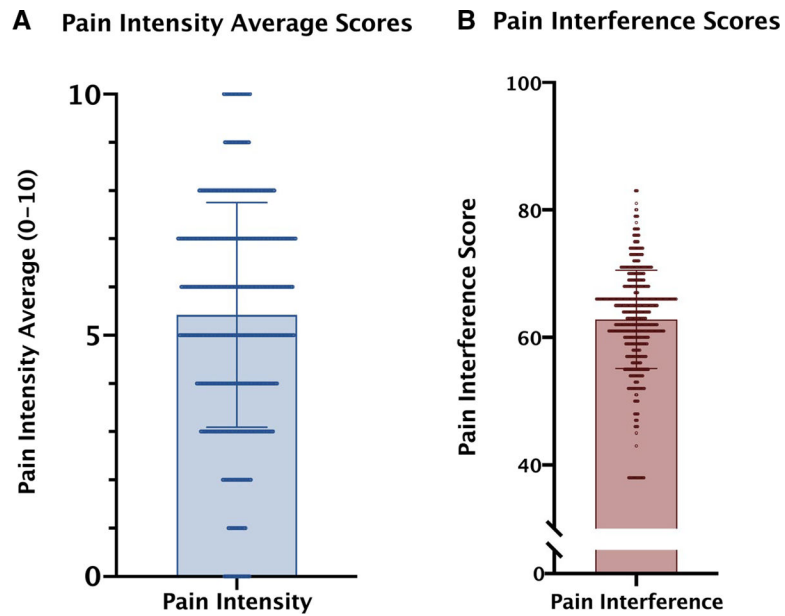 A Pain Intensity Average Scores
Pain Intensity Average (0–10)
10
5
0
Pain Intensity
B Pain Interference Scores
Pain Interference Score
100
80
60
40
0
Pain Interference